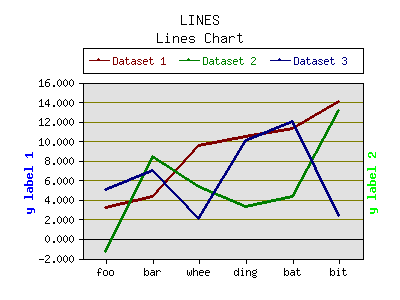 LINES
Lines Chart
Dataset 1 Dataset 2 Dataset 3
16.000
14.000
12.000
10.000
8.000
6.000
4.000
2.000
0.000
-2.000
y label 1
y label 2
foo bar whee ding bat bit